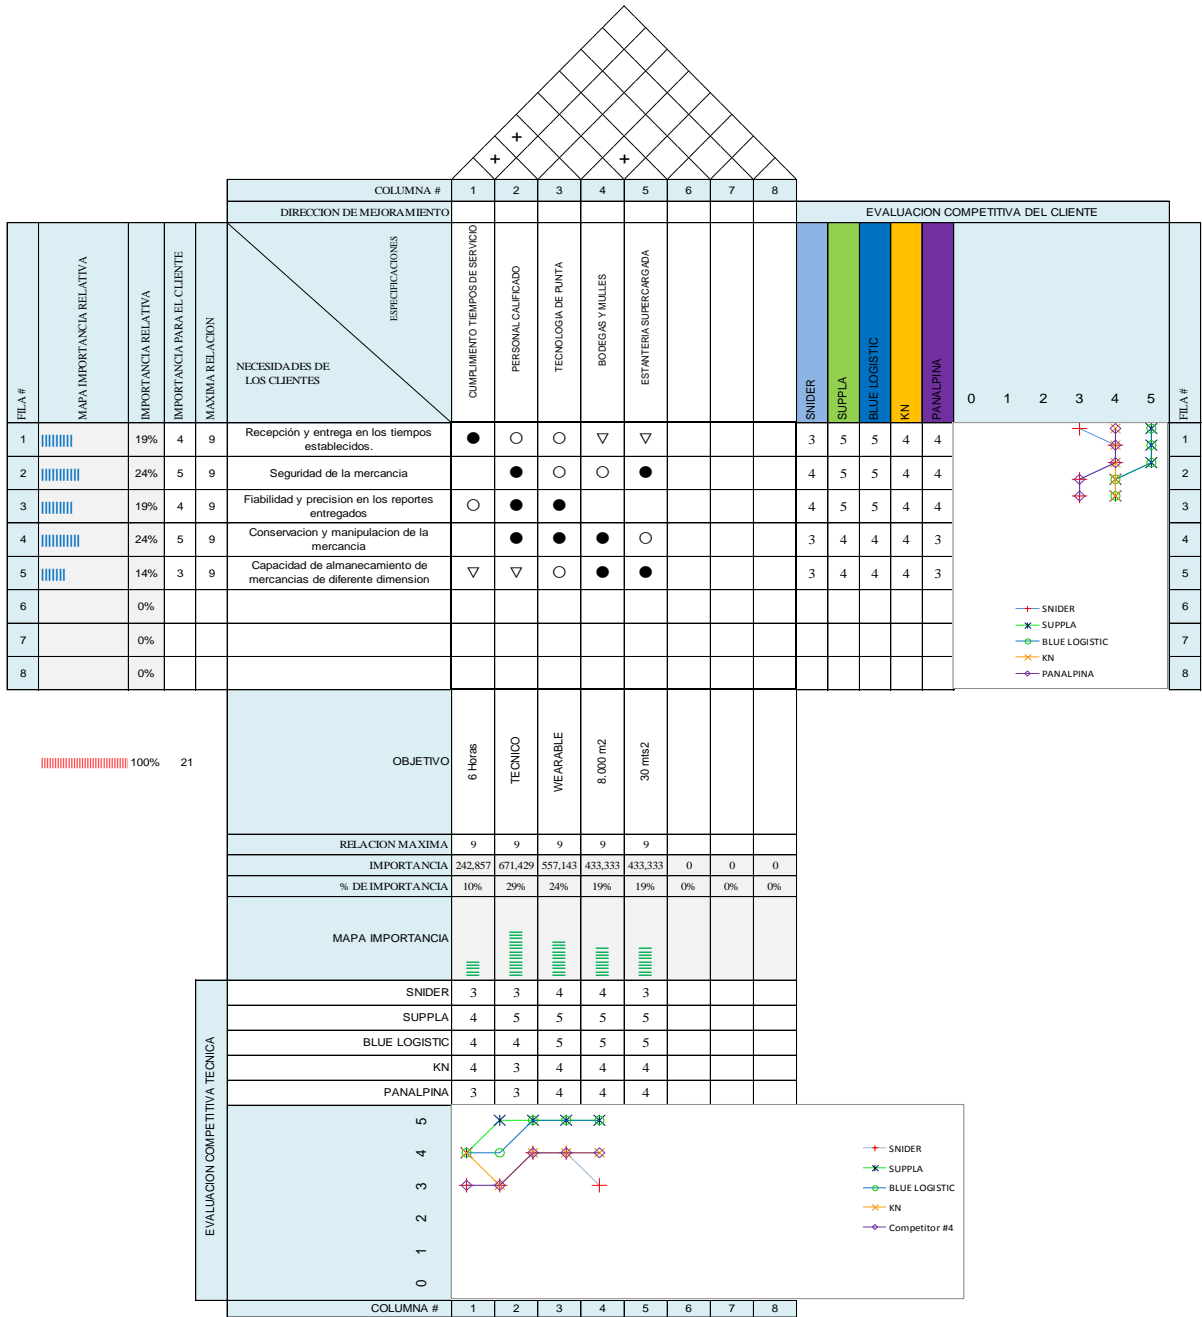 +
+ +
COLUMNA # 1 2 3 4 5 6 7 8
DIRECCION DE MEJORAMIENTO
EVALUACION COMPETITIVA DEL CLIENTE
FILA #
MAPA IMPORTANCIA RELATIVA
IMPORTANCIA RELATIVA
IMPORTANCIA PARA EL CLIENTE
MAXIMA RELACION
NECESIDADES DE
LOS CLIENTES
ESPECIFICACIONES
CUMPLIMIENTO TIEMPOS DE SERVICIO
PERSONAL CALIFICADO
TECNOLOGIA DE PUNTA
BODEGAS Y MULLES
ESTANTERIA SUPERCARGADA
SNIDER
SUPPLA
BLUE LOGISTIC
KN
PANALPINA
0 1 2 3 4 5
FILA #
1 19% 4 9 Recepción y entrega en los tiempos
establecidos. ● ○ ○ ▽ ▽ 3 5 5 4 4 1
2 24% 5 9 Seguridad de la mercancia ● ○ ○ ● 4 5 5 4 4 2
3 19% 4 9 Fiabilidad y precision en los reportes
entregados ○ ● ● 4 5 5 4 4 3
4 24% 5 9 Conservacion y manipulacion de la
mercancia ● ● ● ○ 3 4 4 4 3 4
5 14% 3 9 Capacidad de almanecamiento de
mercancias de diferente dimension ▽ ▽ ○ ● ● 3 4 4 4 3 5
6 0% 6
7 0% 7
8 0% 8
SNIDER
SUPPLA
BLUE LOGISTIC
KN
PANALPINA
100% 21
OBJETIVO
6 Horas
TECNICO
WEARABLE
8.000 m2
30 mts2
RELACION MAXIMA 9 9 9 9 9
IMPORTANCIA 242,857 671,429 557,143 433,333 433,333 0 0 0
% DE IMPORTANCIA 10% 29% 24% 19% 19% 0% 0% 0%
MAPA IMPORTANCIA
EVALUACION COMPETITIVA TECNICA
SNIDER 3 3 4 4 3
SUPPLA 4 5 5 5 5
BLUE LOGISTIC 4 4 5 5 5
KN 4 3 4 4 4
PANALPINA 3 3 4 4 4
5
4
3
2
1
0
SNIDER
SUPPLA
BLUE LOGISTIC
KN
Competitor #4
COLUMNA # 1 2 3 4 5 6 7 8